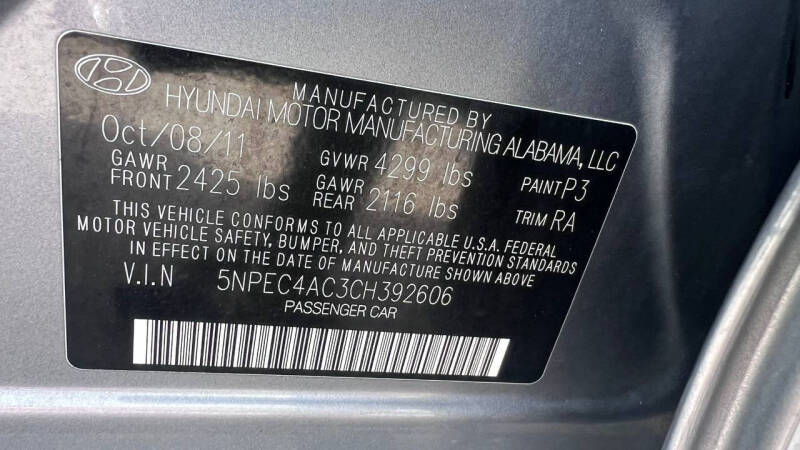 MANUFACTURED BY
HYUNDAI MOTOR MANUFACTURING ALABAMA, LLC
Oct/08/11 GVWR 4299 lbs PAINT P3
GAWR FRONT 2425 lbs GAWR REAR 2116 lbs TRIM RA
THIS VEHICLE CONFORMS TO ALL APPLICABLE U.S.A. FEDERAL
MOTOR VEHICLE SAFETY, BUMPER, AND THEFT PREVENTION STANDARDS
IN EFFECT ON THE DATE OF MANUFACTURE SHOWN ABOVE
V.I.N 5NPEC4AC3CH392606
PASSENGER CAR